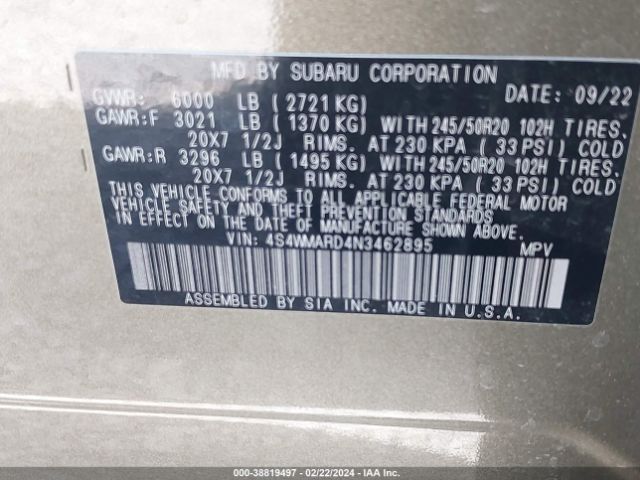 MFD BY SUBARU CORPORATION DATE: 09/22
GVWR: 6000 LB (2721 KG)
GAWR:F 3021 LB (1370 KG) WITH 245/50R20 102H TIRES.
20X7 1/2J RIMS. AT 230 KPA (33 PSI) COLD
GAWR:R 3296 LB (1495 KG) WITH 245/50R20 102H TIRES.
20X7 1/2J RIMS. AT 230 KPA (33 PSI) COLD
THIS VEHICLE CONFORMS TO ALL APPLICABLE FEDERAL MOTOR
VEHICLE SAFETY AND THEFT PREVENTION STANDARDS
IN EFFECT ON THE DATE OF MANUFACTURE SHOWN ABOVE.
VIN: 4S4WMARD4N3462895 MPV
ASSEMBLED BY SIA INC. MADE IN U.S.A.
000-38819497 - 02/22/2024 - IAA Inc.